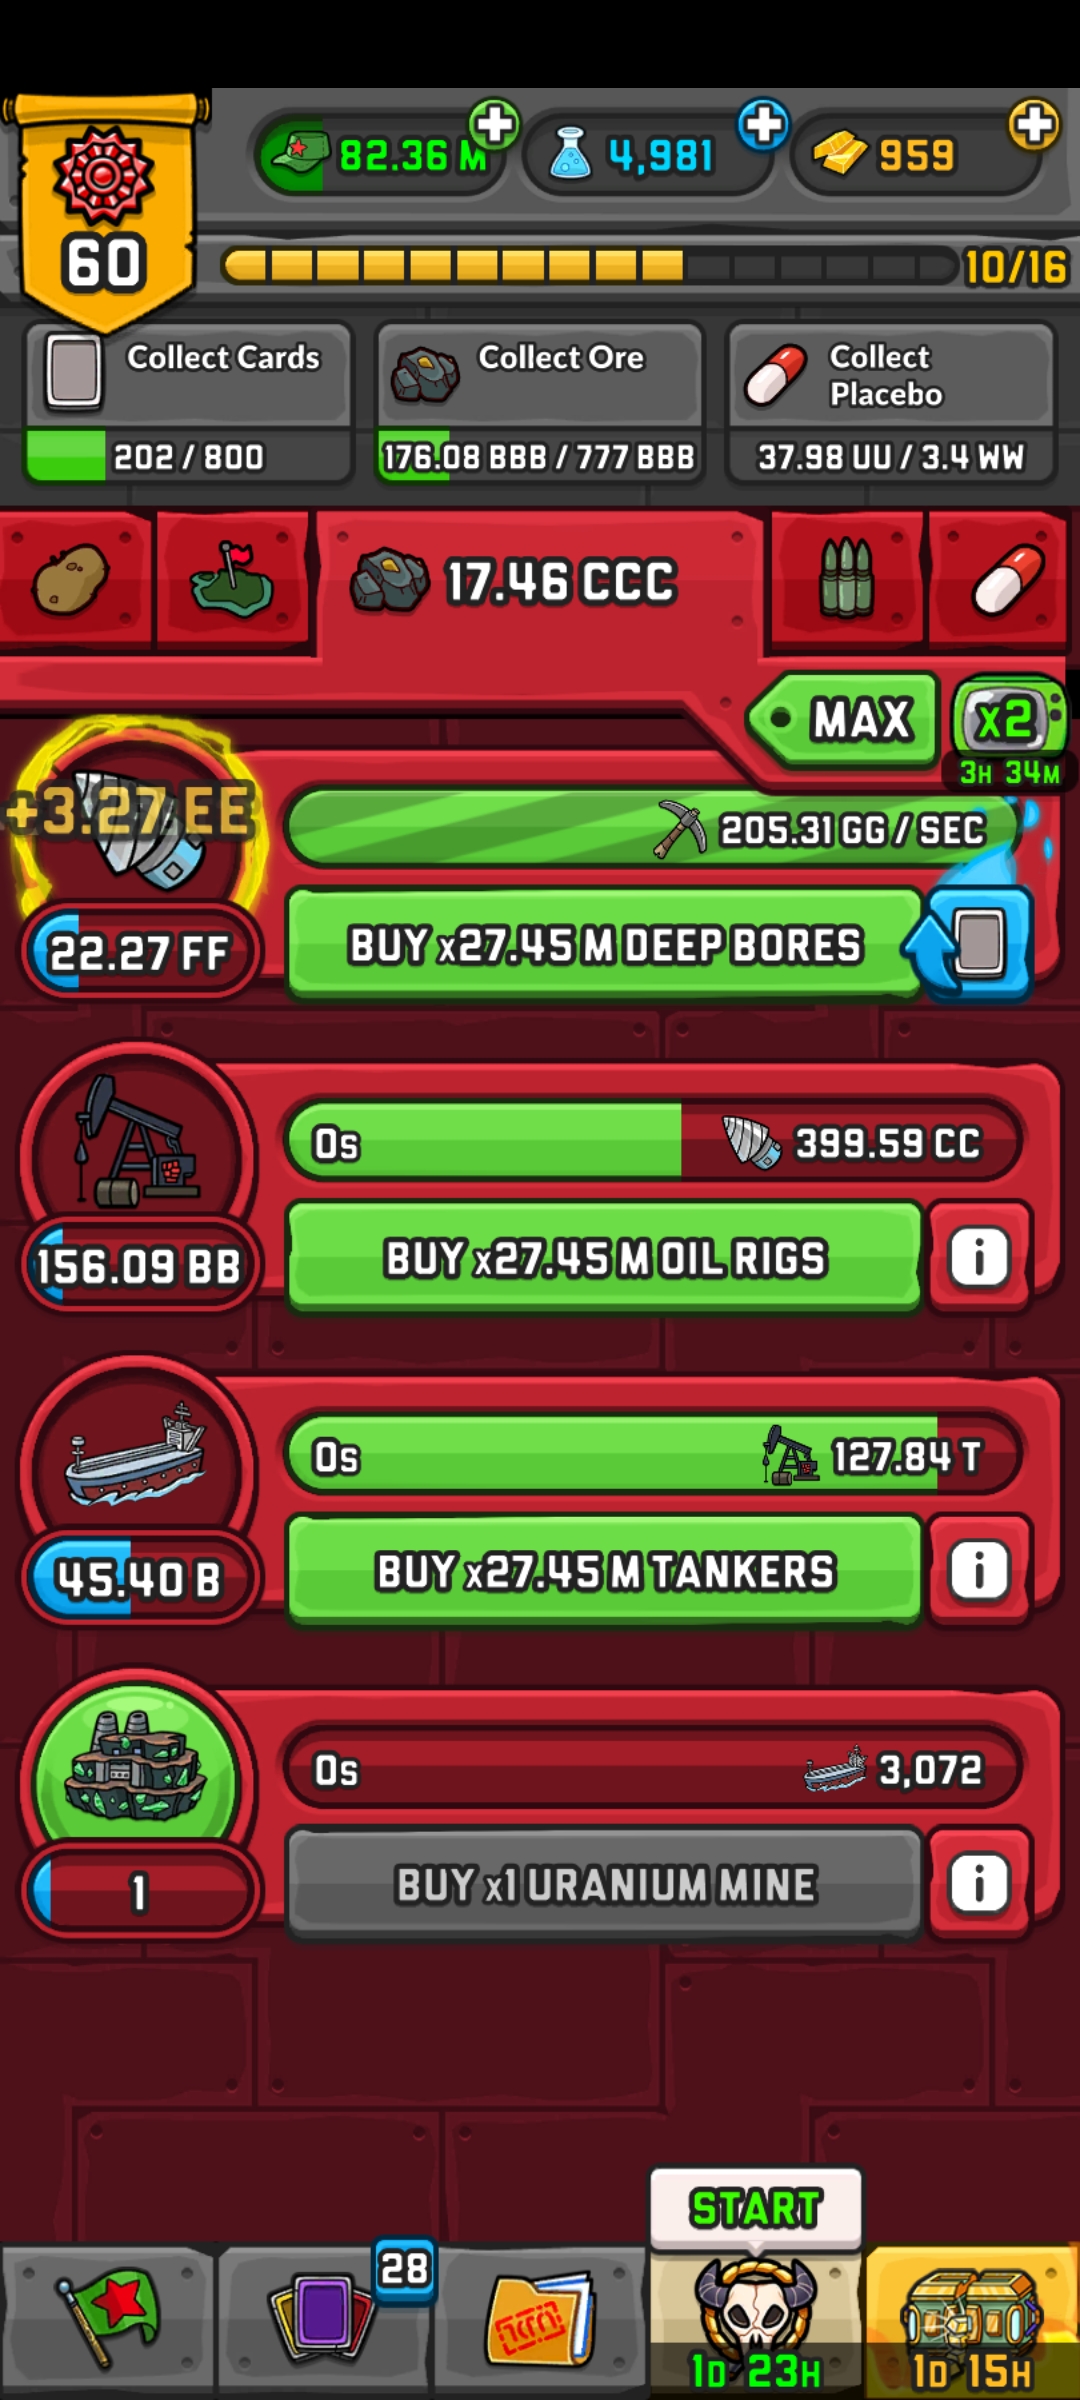 60
82.36 M
4,981
959
10/16
Collect Cards
202 / 800
Collect Ore
176.08 BBB / 777 BBB
Collect
Placebo
37.98 UU / 3.4 WW
17.46 CCC
MAX
x2
3H 34M
+3.27 EE
205.31 GG / SEC
22.27 FF
BUY x27.45 M DEEP BORES
0s
399.59 CC
156.09 BB
BUY x27.45 M OIL RIGS
0s
127.84 T
45.40 B
BUY x27.45 M TANKERS
0s
3,072
1
BUY x1 URANIUM MINE
START
28
1D 23H
1D 15H